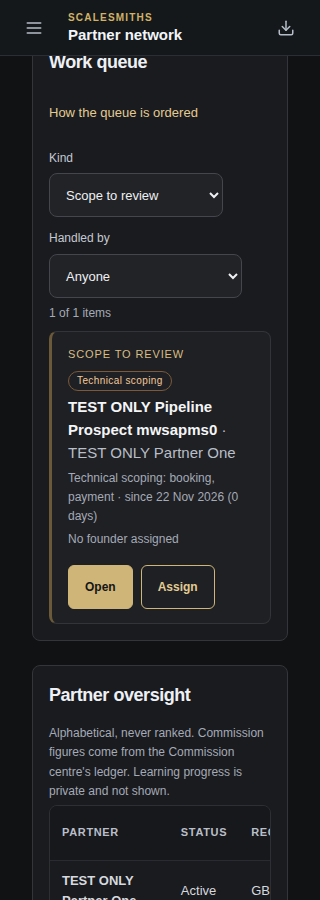 SCALESMITHS
Partner network
Work queue
How the queue is ordered
Kind
Scope to review
Handled by
Anyone
1 of 1 items
SCOPE TO REVIEW
Technical scoping
TEST ONLY Pipeline
Prospect mwsapms0 ·
TEST ONLY Partner One
Technical scoping: booking,
payment · since 22 Nov 2026 (0
days)
No founder assigned
Open Assign
Partner oversight
Alphabetical, never ranked. Commission
figures come from the Commission
centre's ledger. Learning progress is
private and not shown.
PARTNER STATUS
TEST ONLY
Partner One
Active GB